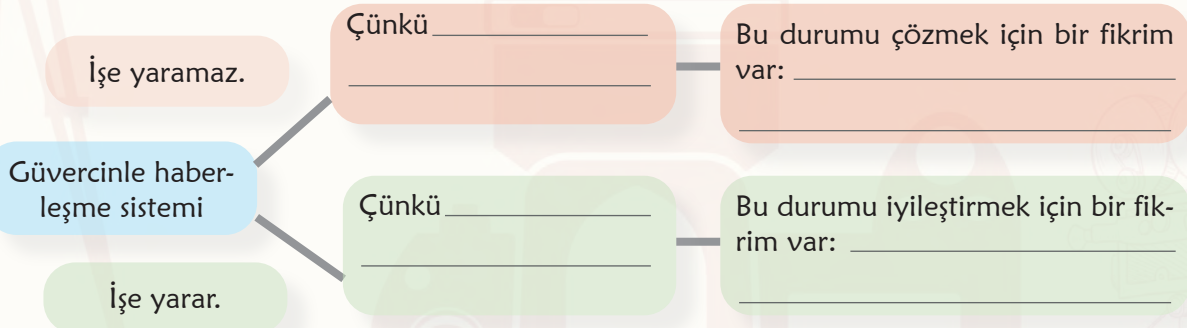 İşe yaramaz.
Çünkü
Bu durumu çözmek için bir fikrim
var:
Güvercinle haber-
leşme sistemi
Çünkü
Bu durumu iyileştirmek için bir fik-
rim var:
İşe yarar.